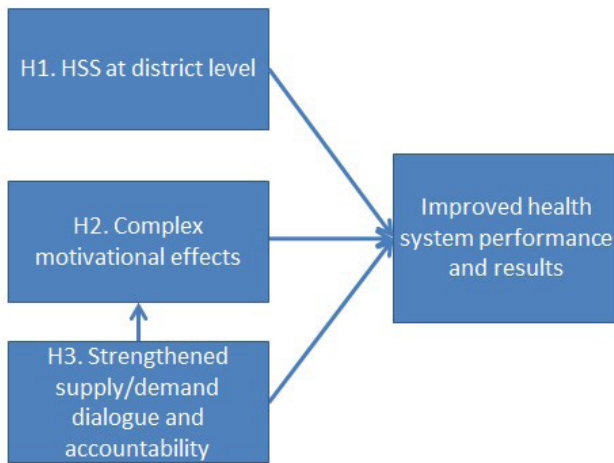 H1. HSS at district level
H2. Complex
motivational effects
H3. Strengthened
supply/demand
dialogue and
accountability
Improved health
system performance
and results